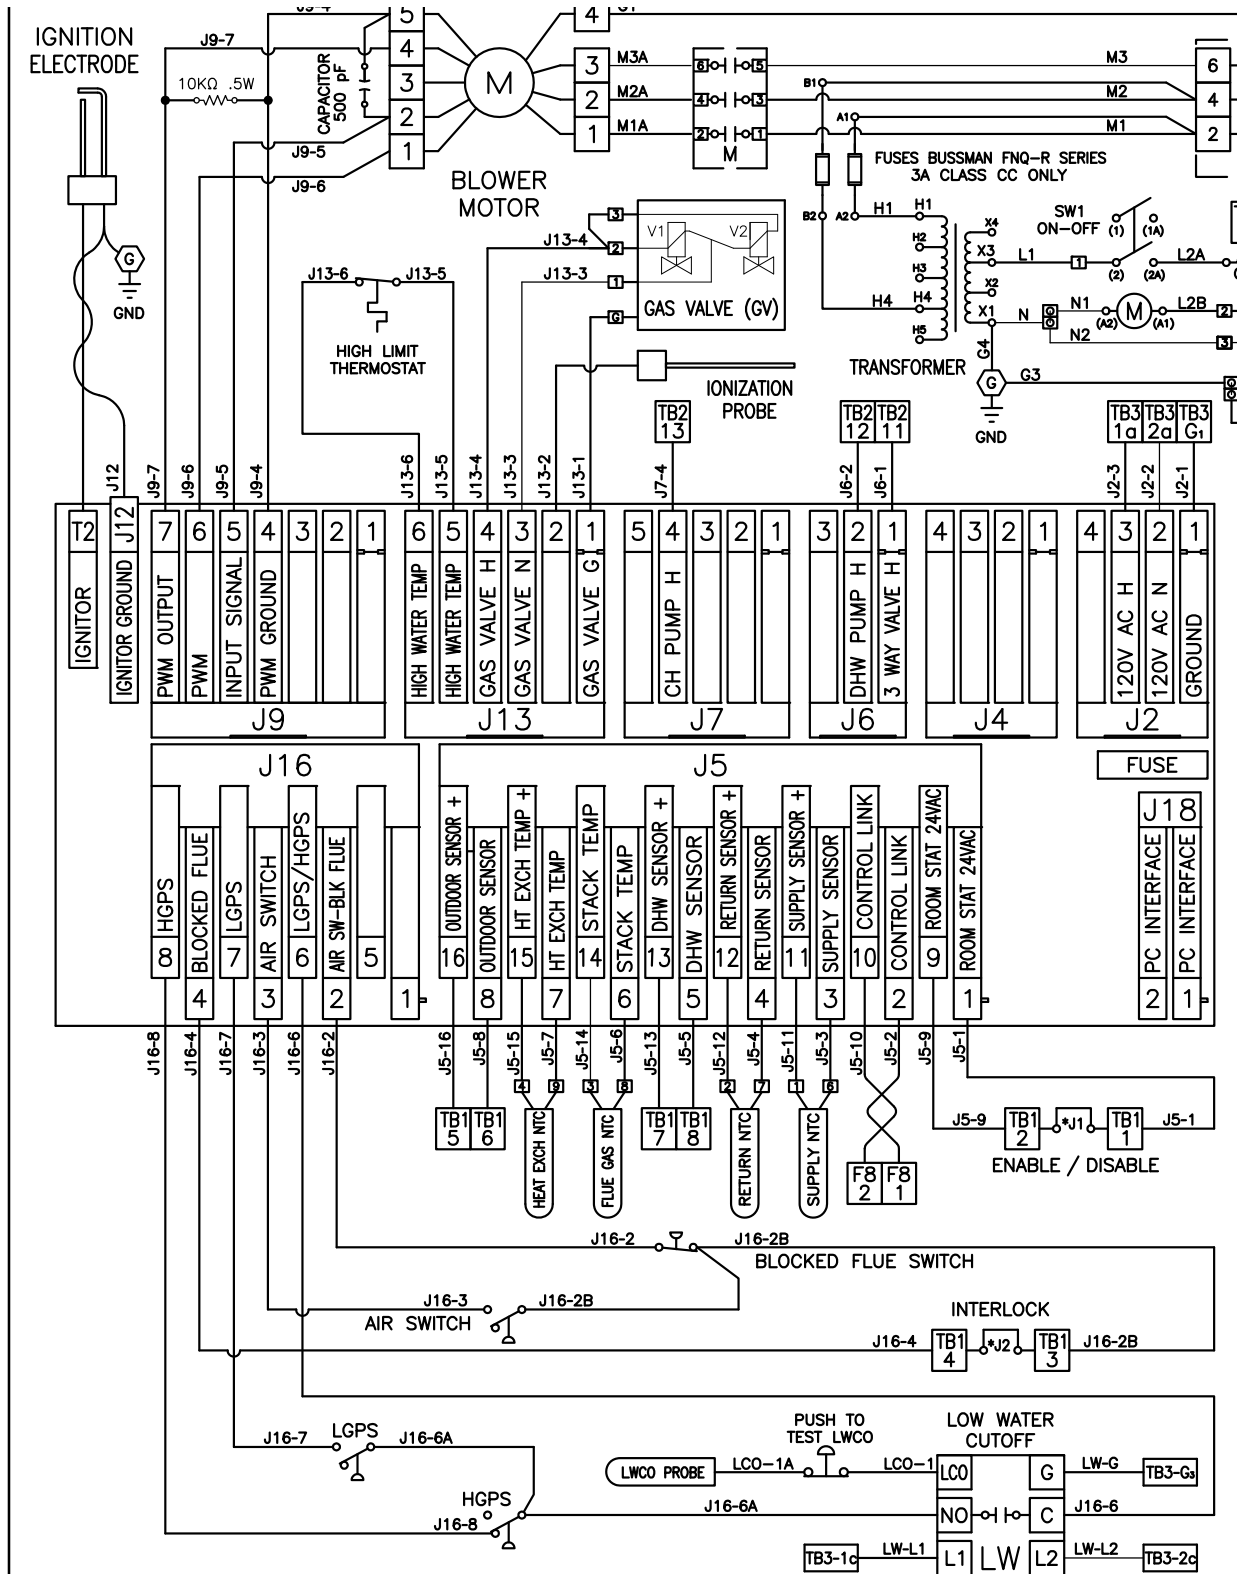 IGNITION
ELECTRODE
J9-4
J9-7
10KΩ .5W
CAPACITOR
500 pF
J9-5
J9-6
5
4
3
2
1
M
BLOWER
MOTOR
4
3
2
1
M3A
M2A
M1A
6 5
4 3
2 1
M
B1
A1
M3
M2
M1
6
4
2
FUSES BUSSMAN FNQ-R SERIES
3A CLASS CC ONLY
B2
A2
H1
H1
H2
H3
H4
H4
H5
X4
X3
X2
X1
TRANSFORMER
SW1
ON-OFF
(1)
(1A)
(2)
(2A)
L1
1
L2A
N
N1
(A2)
M
(A1)
L2B
2
N2
3
G4
G
G3
GND
G
GND
J13-6
J13-5
HIGH LIMIT
THERMOSTAT
J13-4
J13-3
3
2
1
G
V1
V2
GAS VALVE (GV)
IONIZATION
PROBE
TB2
13
TB2
12
TB2
11
TB3
1a
TB3
2a
TB3
G1
J12
J9-7
J9-6
J9-5
J9-4
J13-6
J13-5
J13-4
J13-3
J13-2
J13-1
J7-4
J6-2
J6-1
J2-3
J2-2
J2-1
T2
IGNITOR
J12
IGNITOR GROUND
7
PWM OUTPUT
6
PWM
5
INPUT SIGNAL
4
PWM GROUND
3
2
1
J9
6
HIGH WATER TEMP
5
HIGH WATER TEMP
4
GAS VALVE H
3
GAS VALVE N
2
1
GAS VALVE G
J13
5
4
CH PUMP H
3
2
1
J7
3
2
DHW PUMP H
1
3 WAY VALVE H
J6
4
3
2
1
J4
4
3
120V AC H
2
120V AC N
1
GROUND
J2
J16
HGPS
8
BLOCKED FLUE
4
LGPS
7
AIR SWITCH
3
LGPS/HGPS
6
AIR SW-BLK FLUE
2
5
1
J5
OUTDOOR SENSOR +
16
OUTDOOR SENSOR
8
HT EXCH TEMP +
15
HT EXCH TEMP
7
STACK TEMP
14
STACK TEMP
6
DHW SENSOR +
13
DHW SENSOR
5
RETURN SENSOR +
12
RETURN SENSOR
4
SUPPLY SENSOR +
11
SUPPLY SENSOR
3
CONTROL LINK
10
CONTROL LINK
2
ROOM STAT 24VAC
9
ROOM STAT 24VAC
1
FUSE
J18
PC INTERFACE
2
PC INTERFACE
1
J16-8
J16-4
J16-7
J16-3
J16-6
J16-2
J5-16
J5-8
J5-15
J5-7
J5-14
J5-6
J5-13
J5-5
J5-12
J5-4
J5-11
J5-3
J5-10
J5-2
J5-9
J5-1
4 9
3 8
2 7
1 6
TB1
5
TB1
6
HEAT EXCH NTC
FLUE GAS NTC
TB1
7
TB1
8
RETURN NTC
SUPPLY NTC
F8
2
F8
1
J5-9
TB1
2
*J1
TB1
1
J5-1
ENABLE / DISABLE
J16-2
J16-2B
BLOCKED FLUE SWITCH
J16-3
J16-2B
AIR SWITCH
INTERLOCK
J16-4
TB1
4
*J2
TB1
3
J16-2B
LGPS
J16-7
J16-6A
HGPS
J16-8
J16-6A
PUSH TO
TEST LWCO
LWCO PROBE
LCO-1A
LCO-1
LOW WATER
CUTOFF
LCO
G
LW-G
TB3-G3
NO
C
J16-6
TB3-1c
LW-L1
L1
LW
L2
LW-L2
TB3-2c